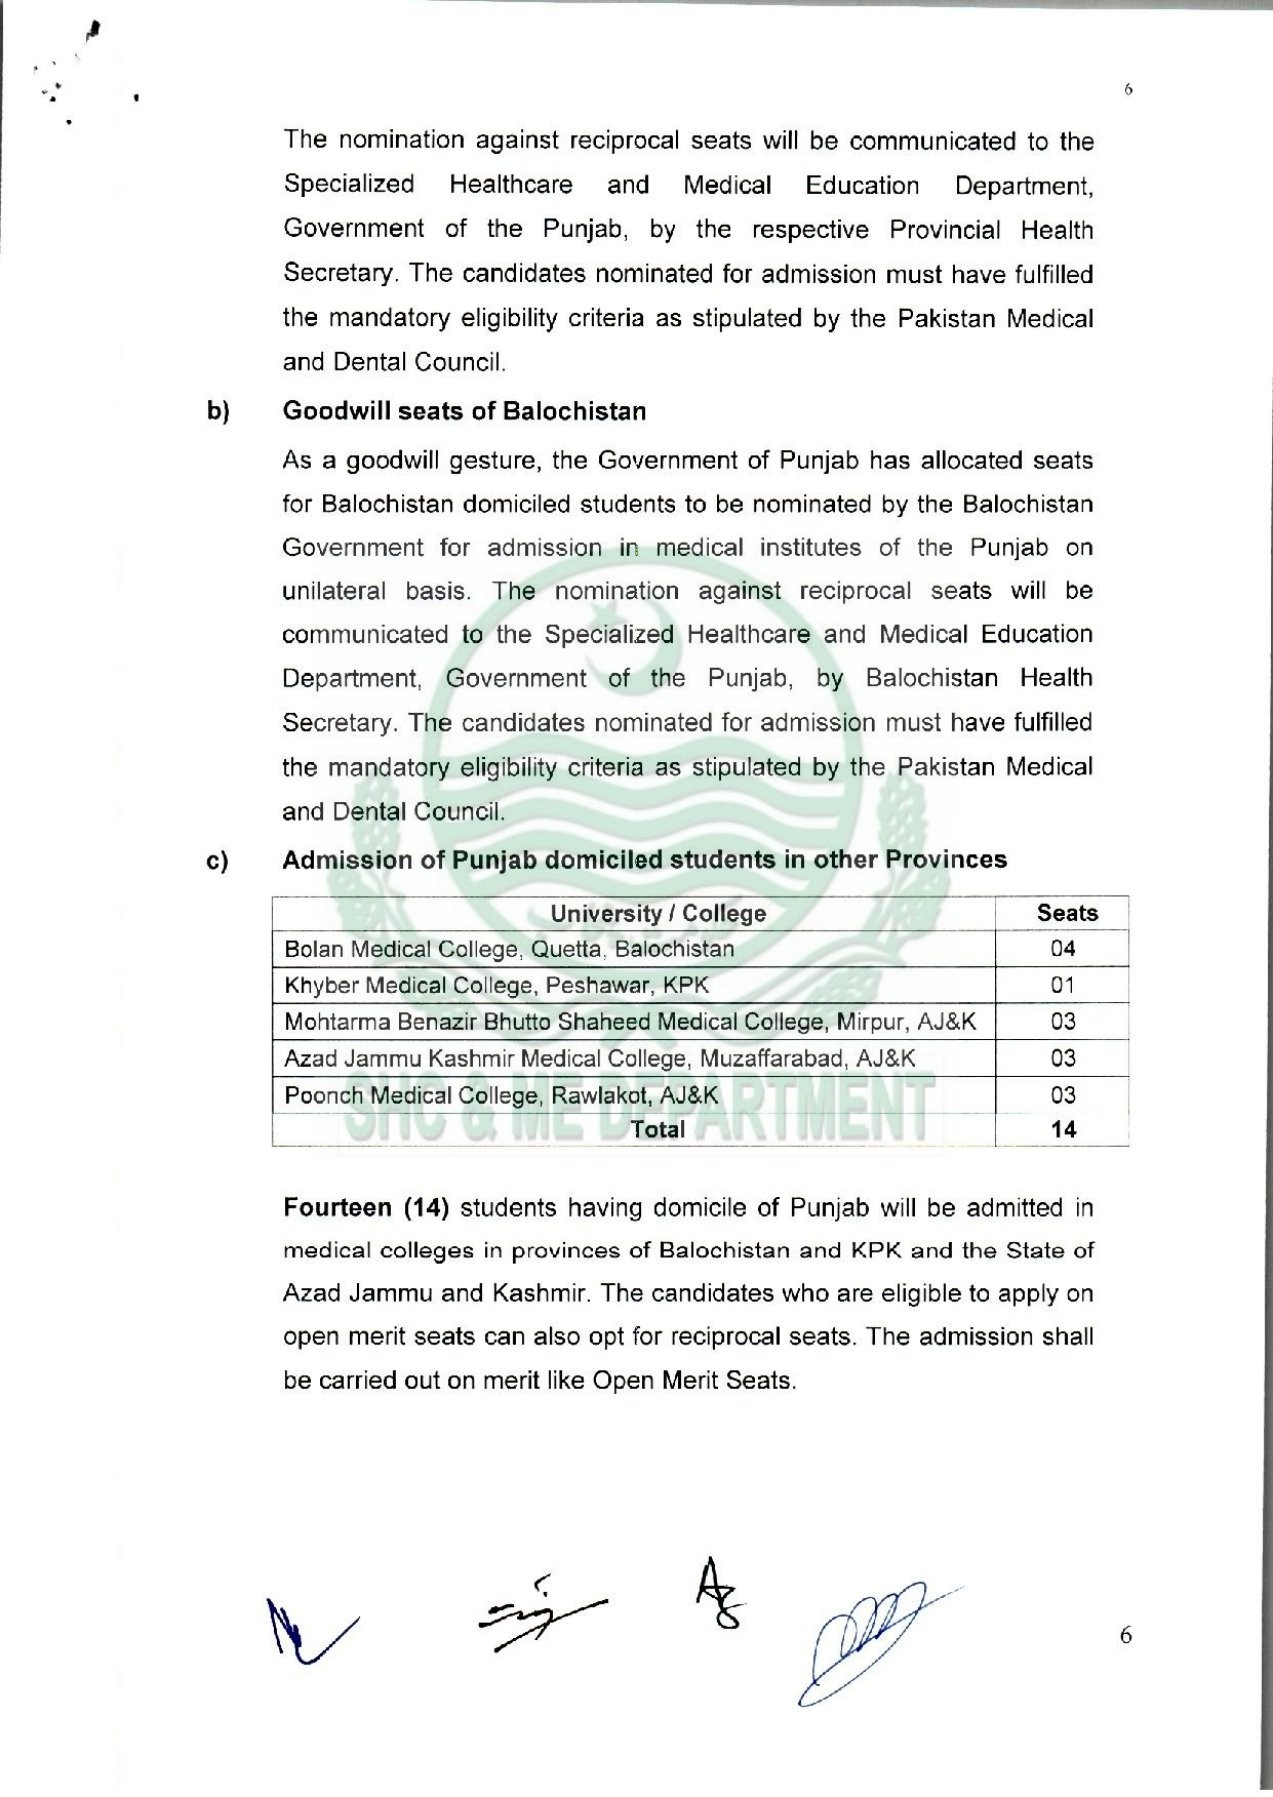 6
The nomination against reciprocal seats will be communicated to the
Specialized Healthcare and Medical Education Department,
Government of the Punjab, by the respective Provincial Health
Secretary. The candidates nominated for admission must have fulfilled
the mandatory eligibility criteria as stipulated by the Pakistan Medical
and Dental Council.
b) Goodwill seats of Balochistan
As a goodwill gesture, the Government of Punjab has allocated seats
for Balochistan domiciled students to be nominated by the Balochistan
Government for admission in medical institutes of the Punjab on
unilateral basis. The nomination against reciprocal seats will be
communicated to the Specialized Healthcare and Medical Education
Department, Government of the Punjab, by Balochistan Health
Secretary. The candidates nominated for admission must have fulfilled
the mandatory eligibility criteria as stipulated by the Pakistan Medical
and Dental Council.
c) Admission of Punjab domiciled students in other Provinces
University / College Seats
Bolan Medical College, Quetta, Balochistan 04
Khyber Medical College, Peshawar, KPK 01
Mohtarma Benazir Bhutto Shaheed Medical College, Mirpur, AJ&K 03
Azad Jammu Kashmir Medical College, Muzaffarabad, AJ&K 03
Poonch Medical College, Rawlakot, AJ&K 03
SHC & ME DEPARTMENT
Total 14
Fourteen (14) students having domicile of Punjab will be admitted in
medical colleges in provinces of Balochistan and KPK and the State of
Azad Jammu and Kashmir. The candidates who are eligible to apply on
open merit seats can also opt for reciprocal seats. The admission shall
be carried out on merit like Open Merit Seats.
6